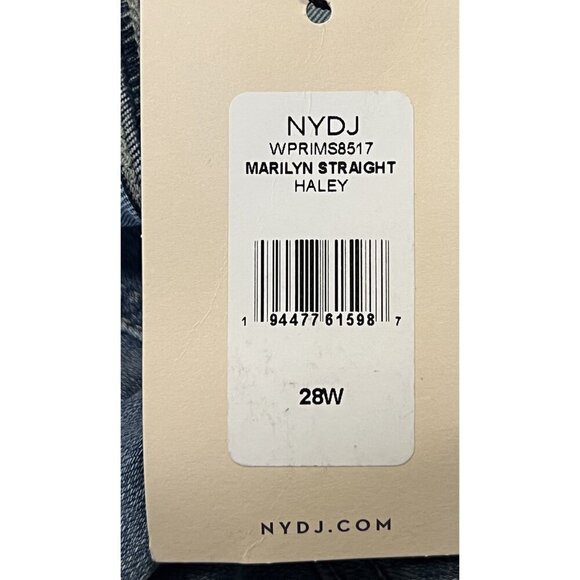 NYDJ
WPRIMS8517
MARILYN STRAIGHT
HALEY
1 94477 61598 7
28W
NYDJ.COM